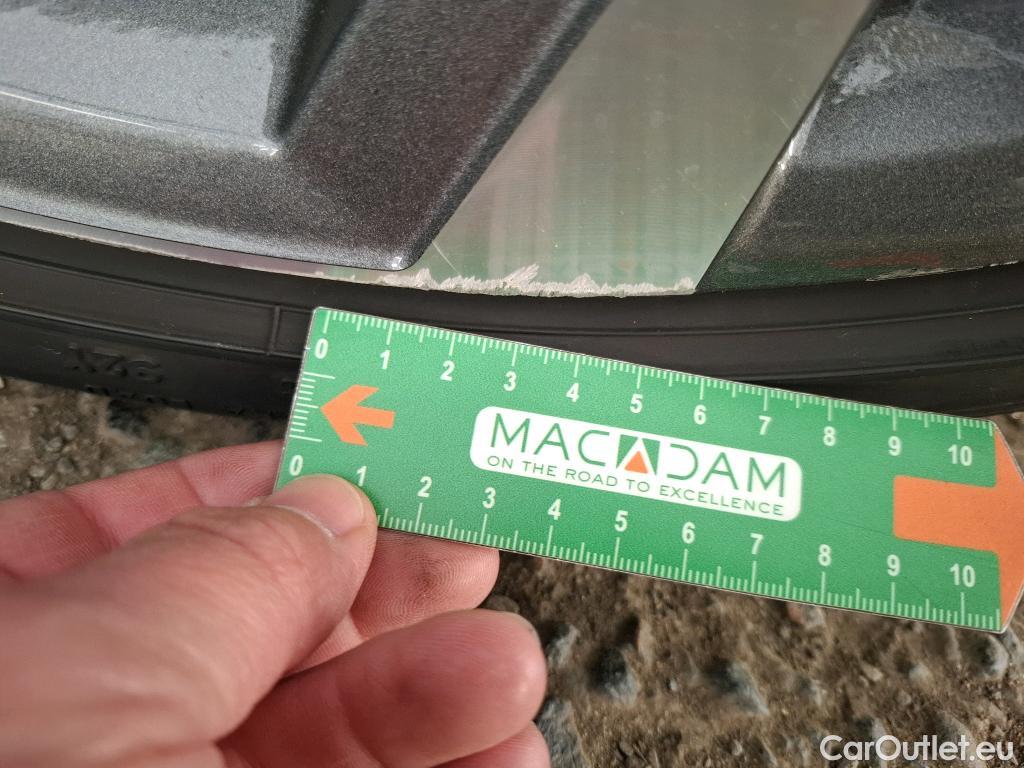 0 1 2 3 4 5 6 7 8 9 10
MACADAM
ON THE ROAD TO EXCELLENCE
0 1 2 3 4 5 6 7 8 9 10
CarOutlet.eu